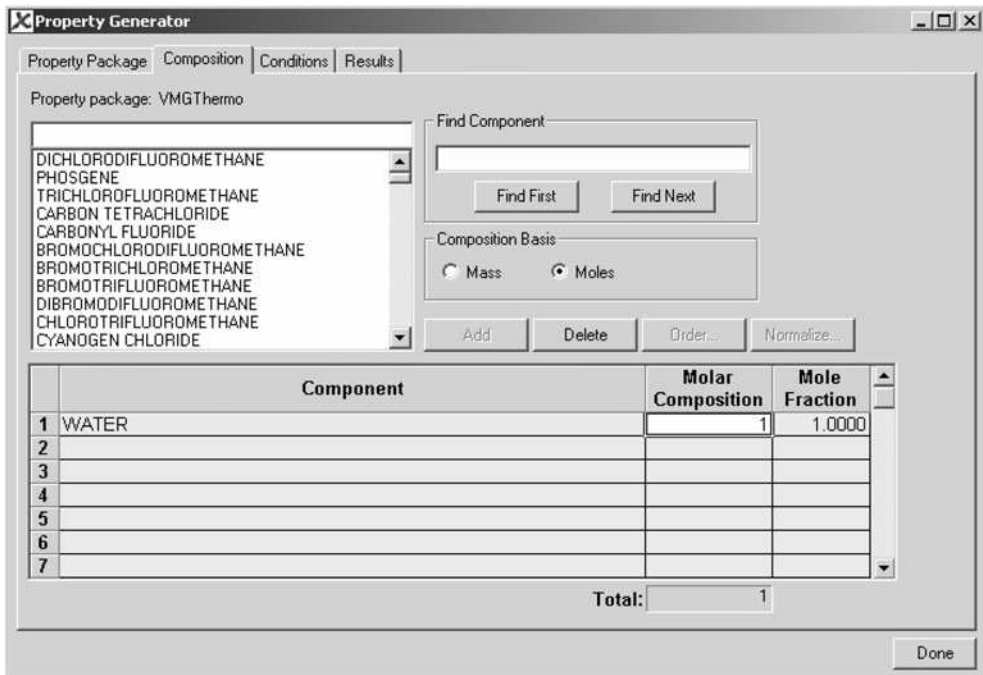 Property Generator
Property Package Composition Conditions Results
Property package: VMGThermo
Find Component
DICHLORODIFLUOROMETHANE
PHOSGENE
TRICHLOROFLUOROMETHANE
CARBON TETRACHLORIDE
CARBONYL FLUORIDE
BROMOCHLORODIFLUOROMETHANE
BROMOTRICHLOROMETHANE
BROMOTRIFLUOROMETHANE
DIBROMODIFLUOROMETHANE
CHLOROTRIFLUOROMETHANE
CYANOGEN CHLORIDE
Find First Find Next
Composition Basis
Mass Moles
Add Delete Order... Normalize...
Component Molar Composition Mole Fraction
1 WATER 1 1.0000
2
3
4
5
6
7
Total: 1
Done